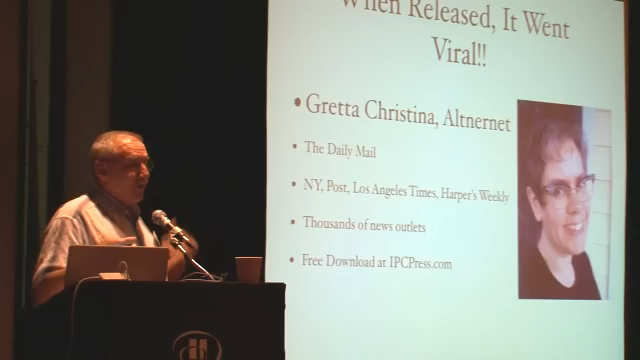 When Released, It Went
Viral!!
• Gretta Christina, Altnernet
• The Daily Mail
• NY, Post, Los Angeles Times, Harper's Weekly
• Thousands of news outlets
• Free Download at IPCPress.com